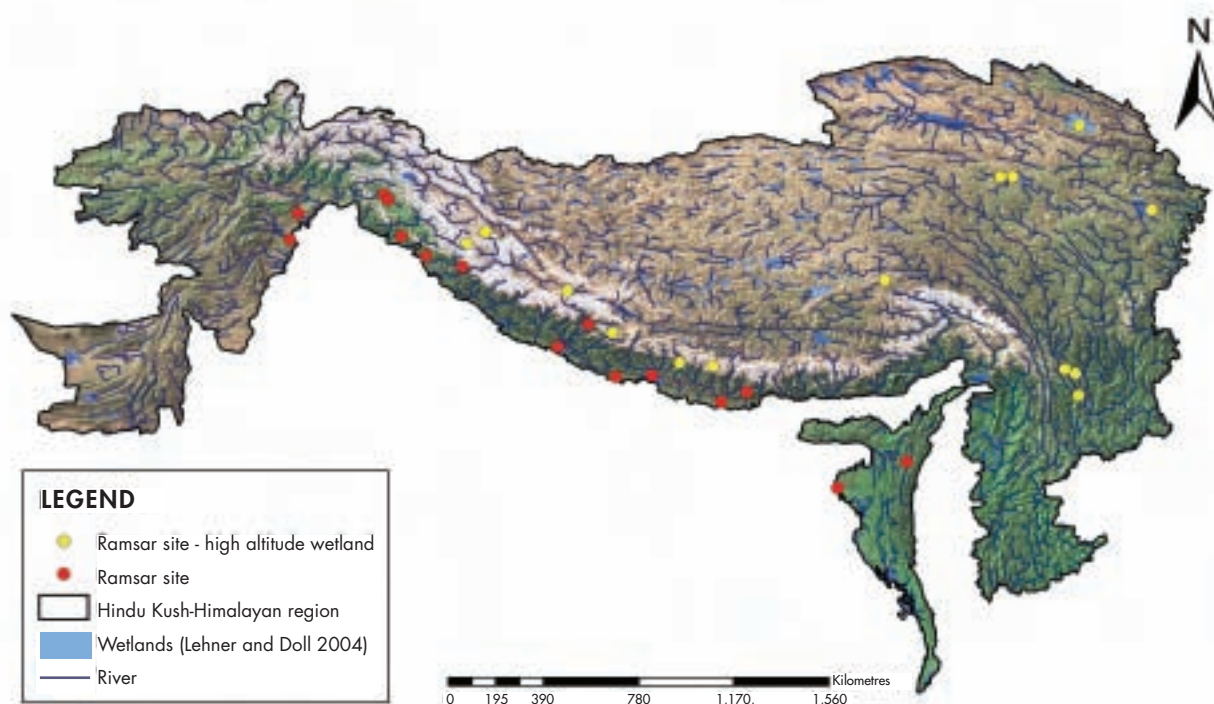 N
LEGEND
Ramsar site - high altitude wetland
Ramsar site
Hindu Kush-Himalayan region
Wetlands (Lehner and Doll 2004)
River
Kilometres
0 195 390 780 1.170. 1.560